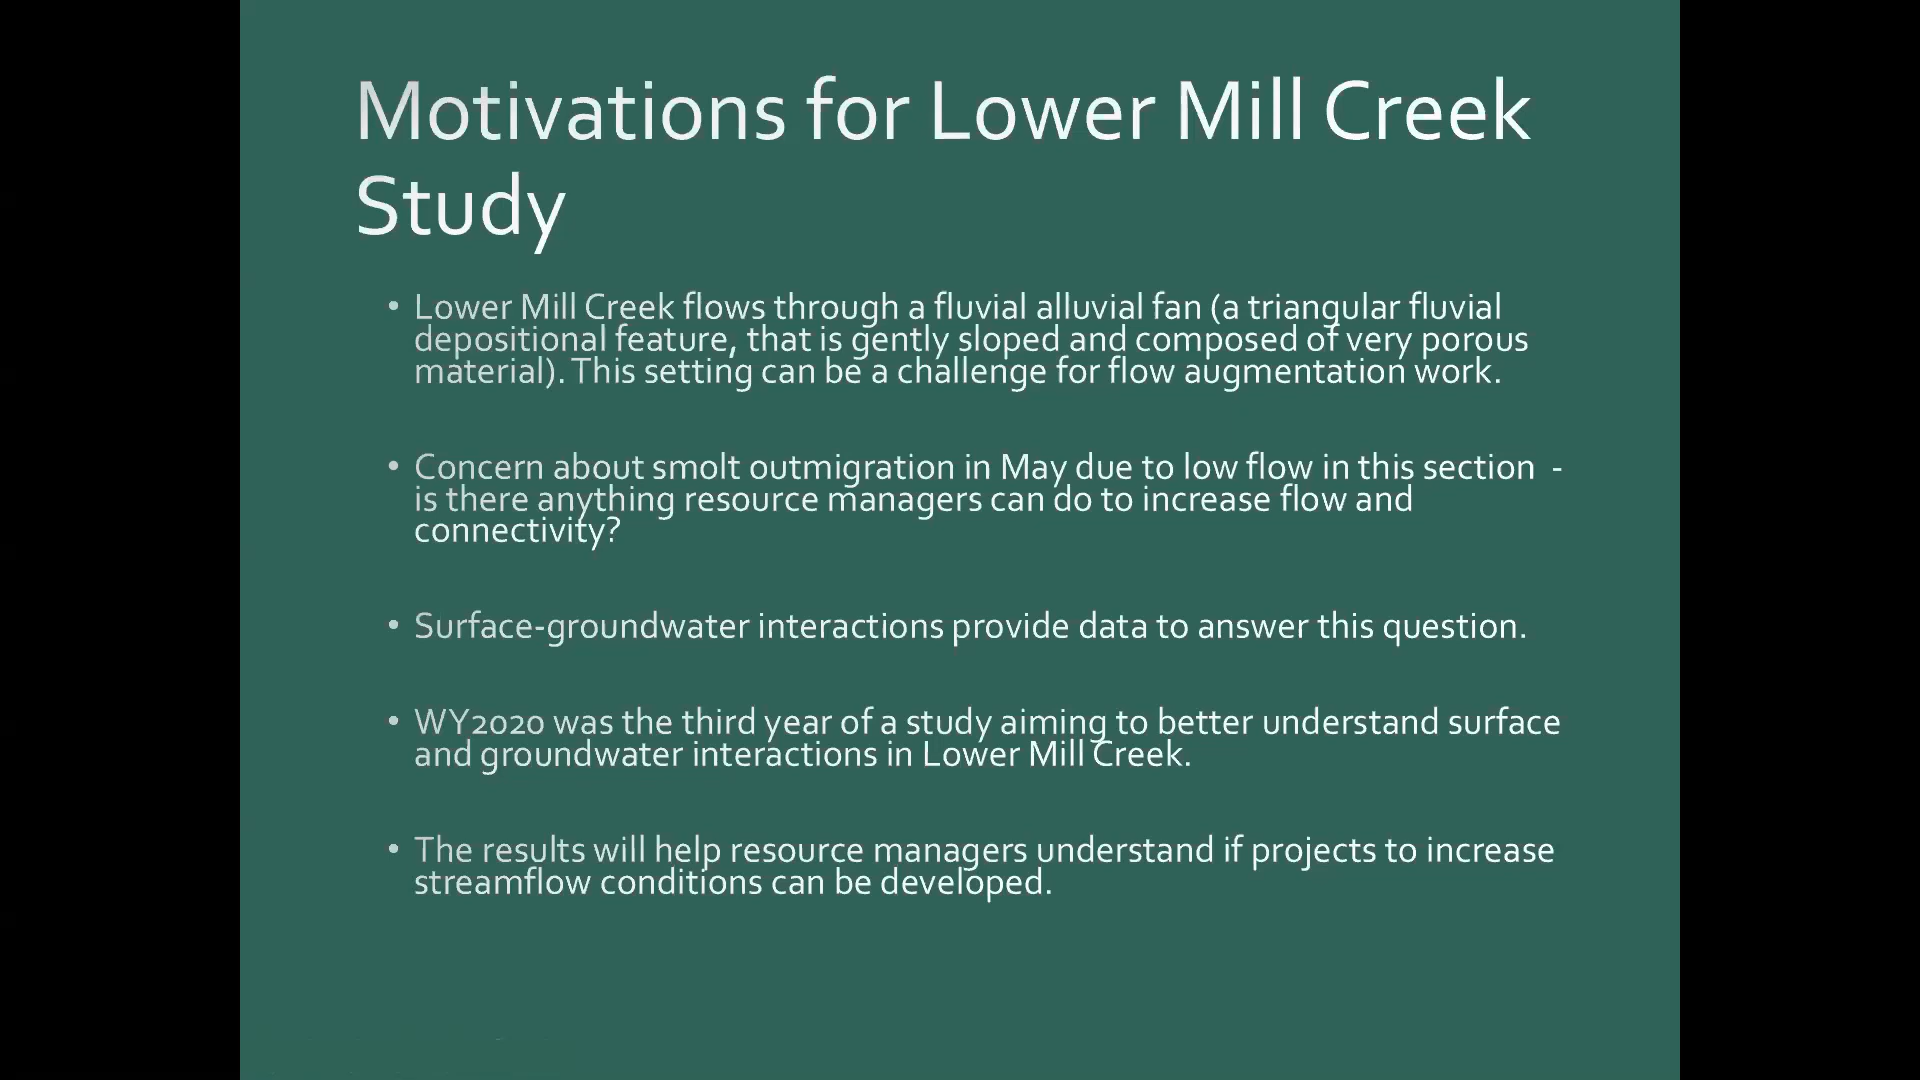 Motivations for Lower Mill Creek
Study
• Lower Mill Creek flows through a fluvial alluvial fan (a triangular fluvial
depositional feature, that is gently sloped and composed of very porous
material). This setting can be a challenge for flow augmentation work.
• Concern about smolt outmigration in May due to low flow in this section -
is there anything resource managers can do to increase flow and
connectivity?
• Surface-groundwater interactions provide data to answer this question.
• WY2020 was the third year of a study aiming to better understand surface
and groundwater interactions in Lower Mill Creek.
• The results will help resource managers understand if projects to increase
streamflow conditions can be developed.